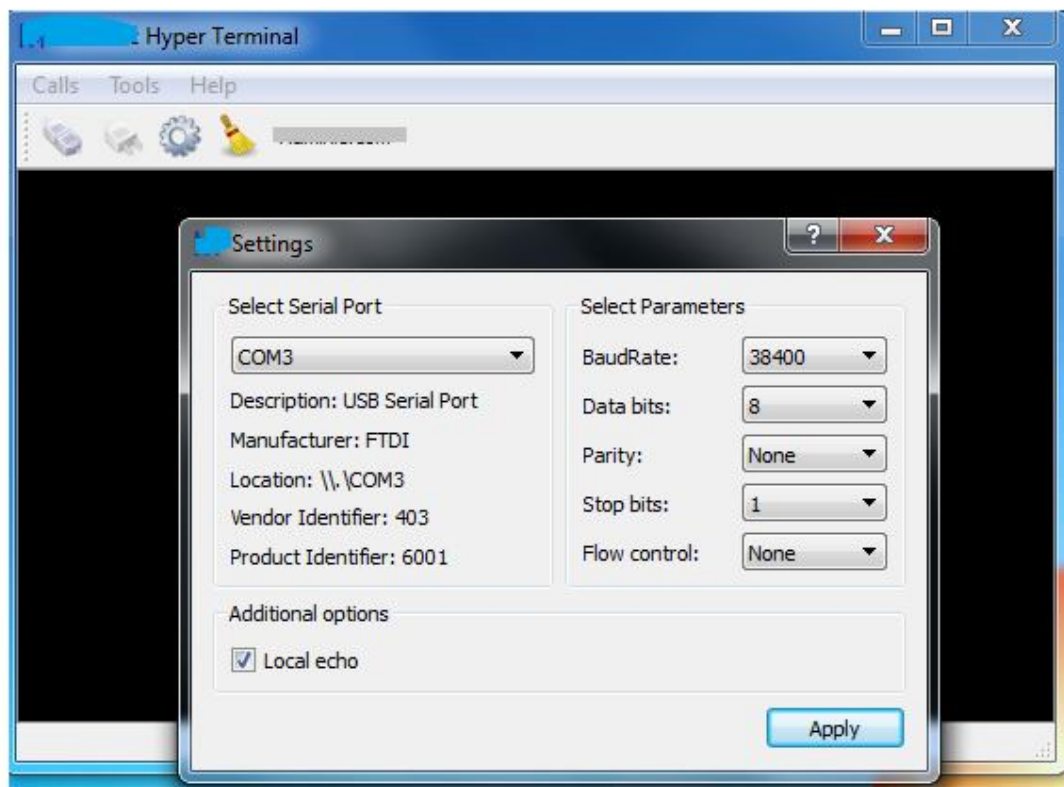 Hyper Terminal
Calls Tools Help
Settings
Select Serial Port
COM3
Description: USB Serial Port
Manufacturer: FTDI
Location: \\.\COM3
Vendor Identifier: 403
Product Identifier: 6001
Select Parameters
BaudRate: 38400
Data bits: 8
Parity: None
Stop bits: 1
Flow control: None
Additional options
Local echo
Apply